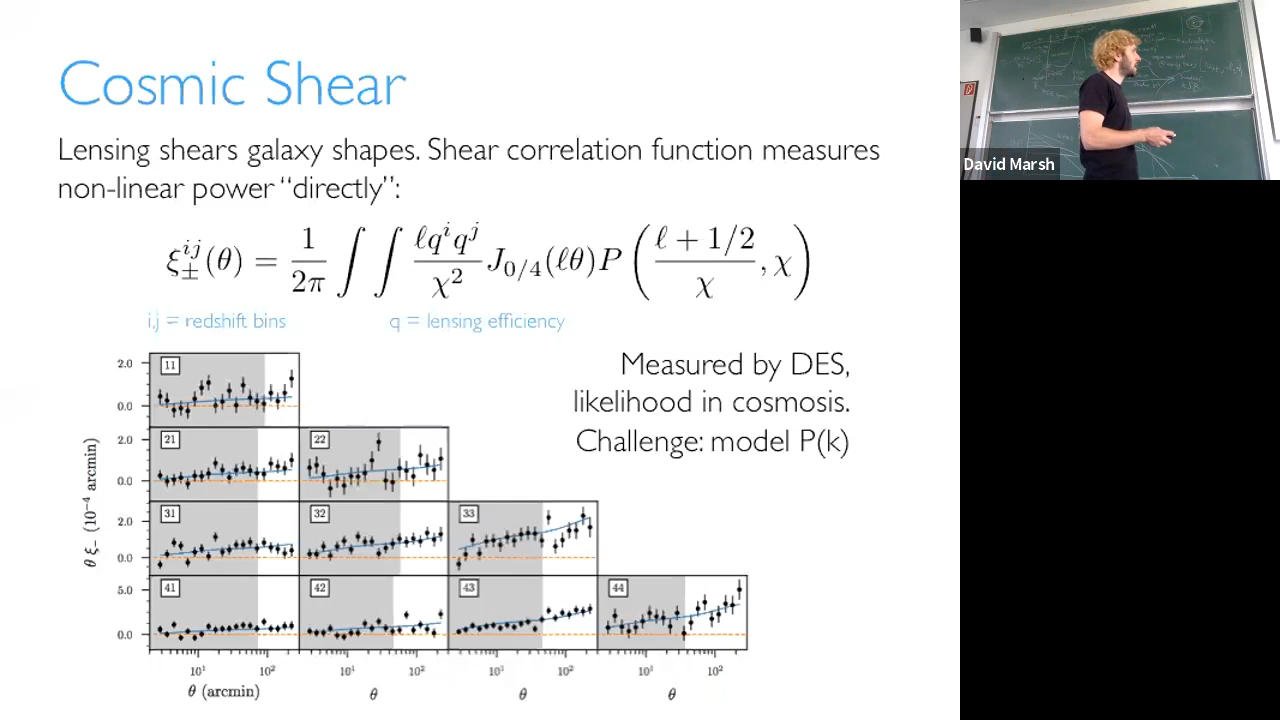 Cosmic Shear
Lensing shears galaxy shapes. Shear correlation function measures
non-linear power “directly”:
ξ±^{ij}(θ) = 1/2π ∫ ∫ ℓq^i q^j/χ² J_{0/4}(ℓθ) P((ℓ + 1/2)/χ, χ)
i,j = redshift bins
q = lensing efficiency
Measured by DES,
likelihood in cosmosis.
Challenge: model P(k)
2.0
11
0.0
2.0
21
22
0.0
2.0
31
32
33
0.0
5.0
41
42
43
44
0.0
θ ξ− (10^{−4} arcmin)
10^1 10^2 10^1 10^2 10^1 10^2 10^1 10^2
θ (arcmin) θ θ θ
David Marsh